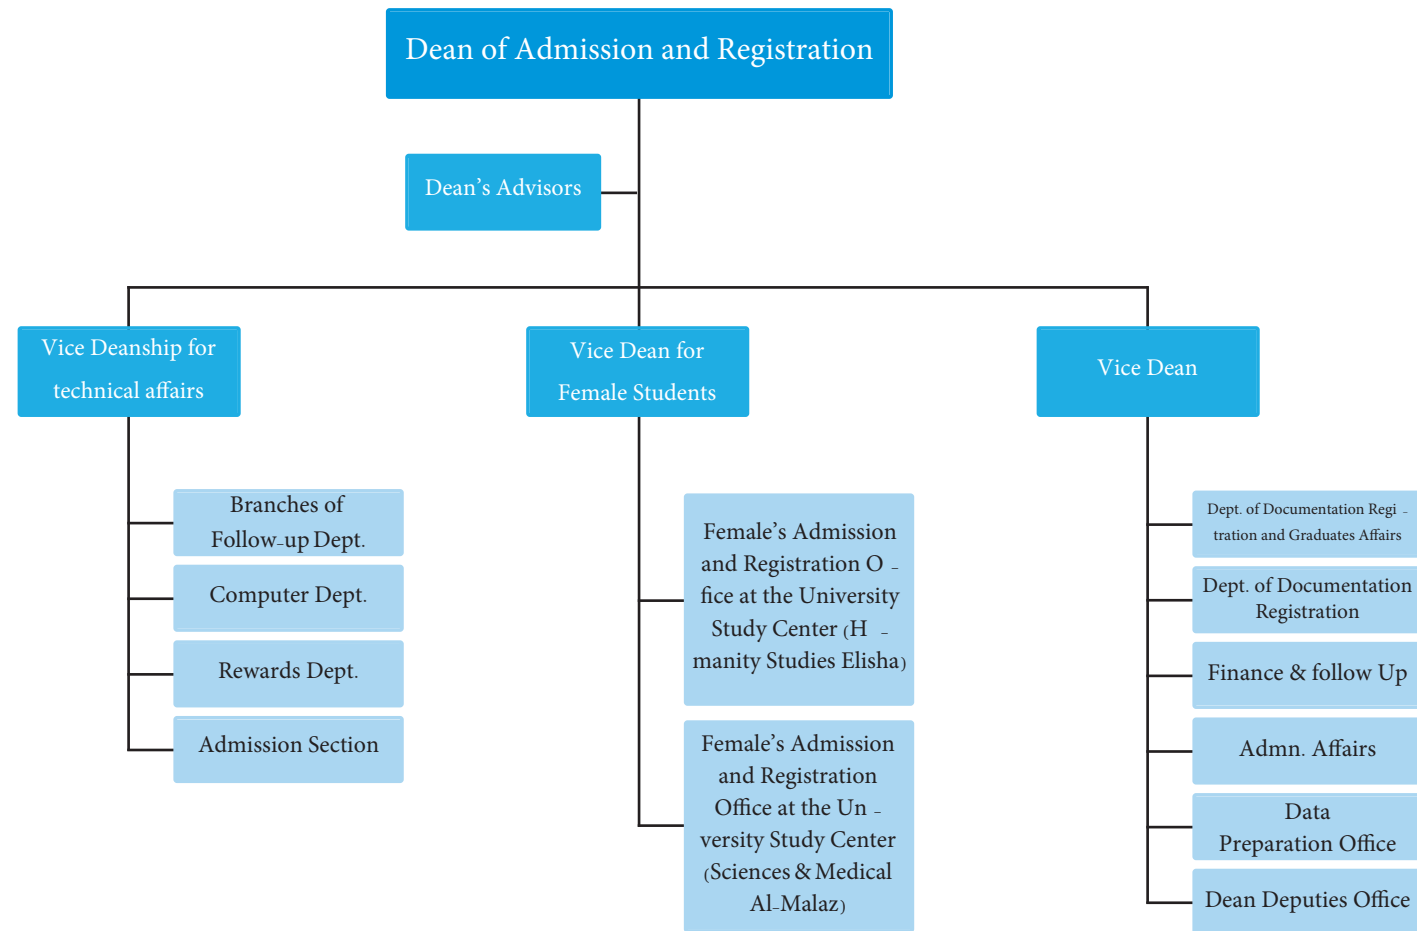 Dean of Admission and Registration
Dean’s Advisors
Vice Deanship for
technical affairs
Vice Dean for
Female Students
Vice Dean
Branches of
Follow-up Dept.
Computer Dept.
Rewards Dept.
Admission Section
Female’s Admission
and Registration O -
fice at the University
Study Center (H -
manity Studies Elisha)
Female’s Admission
and Registration
Office at the Un -
versity Study Center
(Sciences & Medical
Al-Malaz)
Dept. of Documentation Regi -
tration and Graduates Affairs
Dept. of Documentation
Registration
Finance & follow Up
Admn. Affairs
Data
Preparation Office
Dean Deputies Office